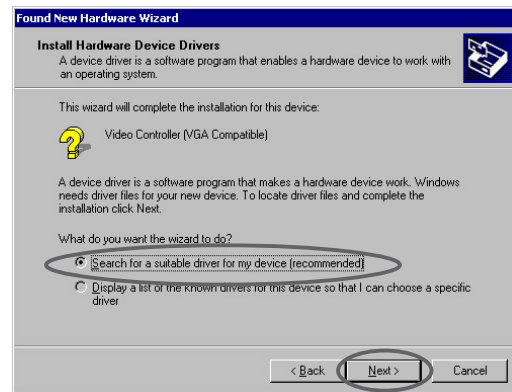 Found New Hardware Wizard
Install Hardware Device Drivers
A device driver is a software program that enables a hardware device to work with
an operating system.
This wizard will complete the installation for this device:
Video Controller (VGA Compatible)
A device driver is a software program that makes a hardware device work. Windows
needs driver files for your new device. To locate driver files and complete the
installation click Next.
What do you want the wizard to do?
Search for a suitable driver for my device (recommended)
Display a list of the known drivers for this device so that I can choose a specific
driver
< Back
Next >
Cancel